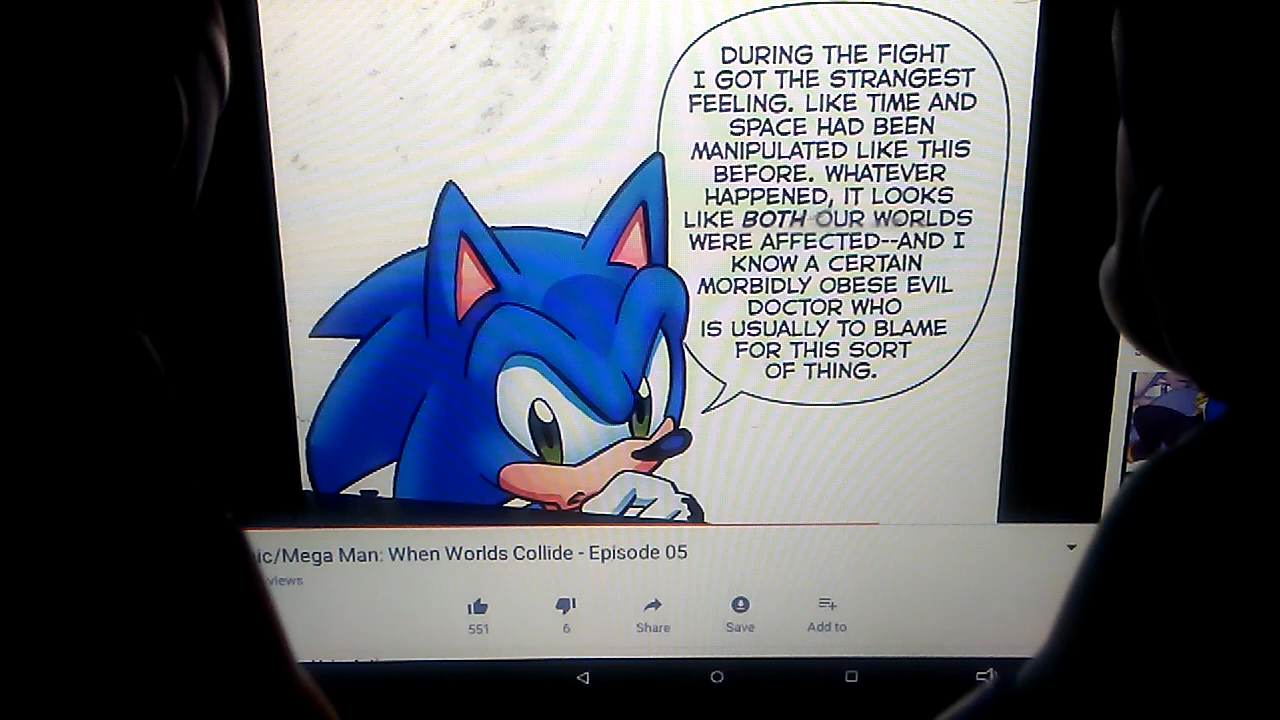 DURING THE FIGHT
I GOT THE STRANGEST
FEELING. LIKE TIME AND
SPACE HAD BEEN
MANIPULATED LIKE THIS
BEFORE. WHATEVER
HAPPENED, IT LOOKS
LIKE BOTH OUR WORLDS
WERE AFFECTED--AND I
KNOW A CERTAIN
MORBIDLY OBESE EVIL
DOCTOR WHO
IS USUALLY TO BLAME
FOR THIS SORT
OF THING.
ic/Mega Man: When Worlds Collide - Episode 05
views
551 6 Share Save Add to